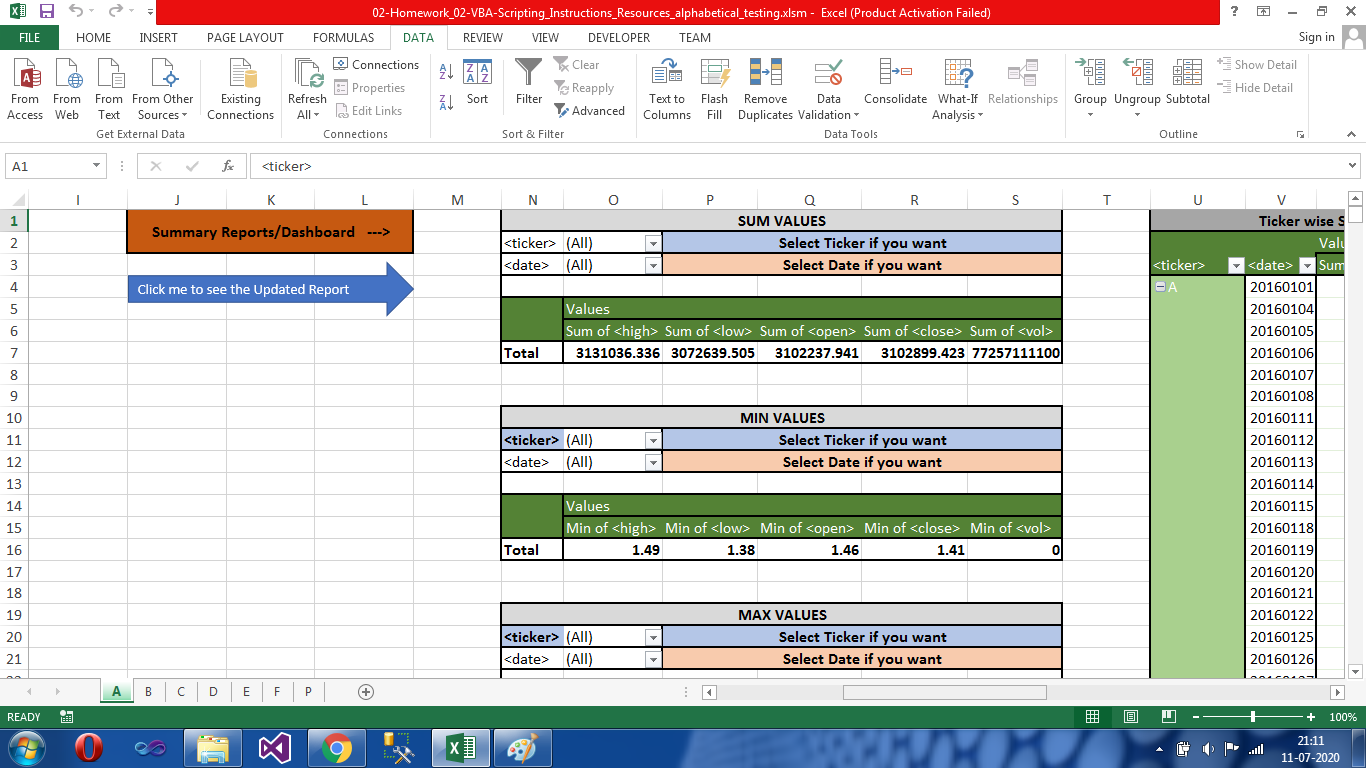 02-Homework_02-VBA-Scripting_Instructions_Resources_alphabetical_testing.xlsm - Excel (Product Activation Failed)
FILE HOME INSERT PAGE LAYOUT FORMULAS DATA REVIEW VIEW DEVELOPER TEAM Sign in
From Access
From Web
From Text
From Other Sources
Existing Connections
Get External Data
Refresh All
Connections
Properties
Edit Links
Connections
Sort
Filter
Clear
Reapply
Advanced
Sort & Filter
Text to Columns
Flash Fill
Remove Duplicates
Data Validation
Consolidate
What-If Analysis
Relationships
Data Tools
Group
Ungroup
Subtotal
Show Detail
Hide Detail
Outline
A1 fx <ticker>
I J K L M N O P Q R S T U V
1 2 3 4 5 6 7 8 9 10 11 12 13 14 15 16 17 18 19 20 21
Summary Reports/Dashboard --->
Click me to see the Updated Report
SUM VALUES
<ticker> (All) Select Ticker if you want
<date> (All) Select Date if you want
Values
Sum of <high> Sum of <low> Sum of <open> Sum of <close> Sum of <vol>
Total 3131036.336 3072639.505 3102237.941 3102899.423 77257111100
MIN VALUES
<ticker> (All) Select Ticker if you want
<date> (All) Select Date if you want
Values
Min of <high> Min of <low> Min of <open> Min of <close> Min of <vol>
Total 1.49 1.38 1.46 1.41 0
MAX VALUES
<ticker> (All) Select Ticker if you want
<date> (All) Select Date if you want
Ticker wise S
Valu
<ticker> <date> Sum
A 20160101
20160104
20160105
20160106
20160107
20160108
20160111
20160112
20160113
20160114
20160115
20160118
20160119
20160120
20160121
20160122
20160125
20160126
A B C D E F P
READY 100%
21:11
11-07-2020